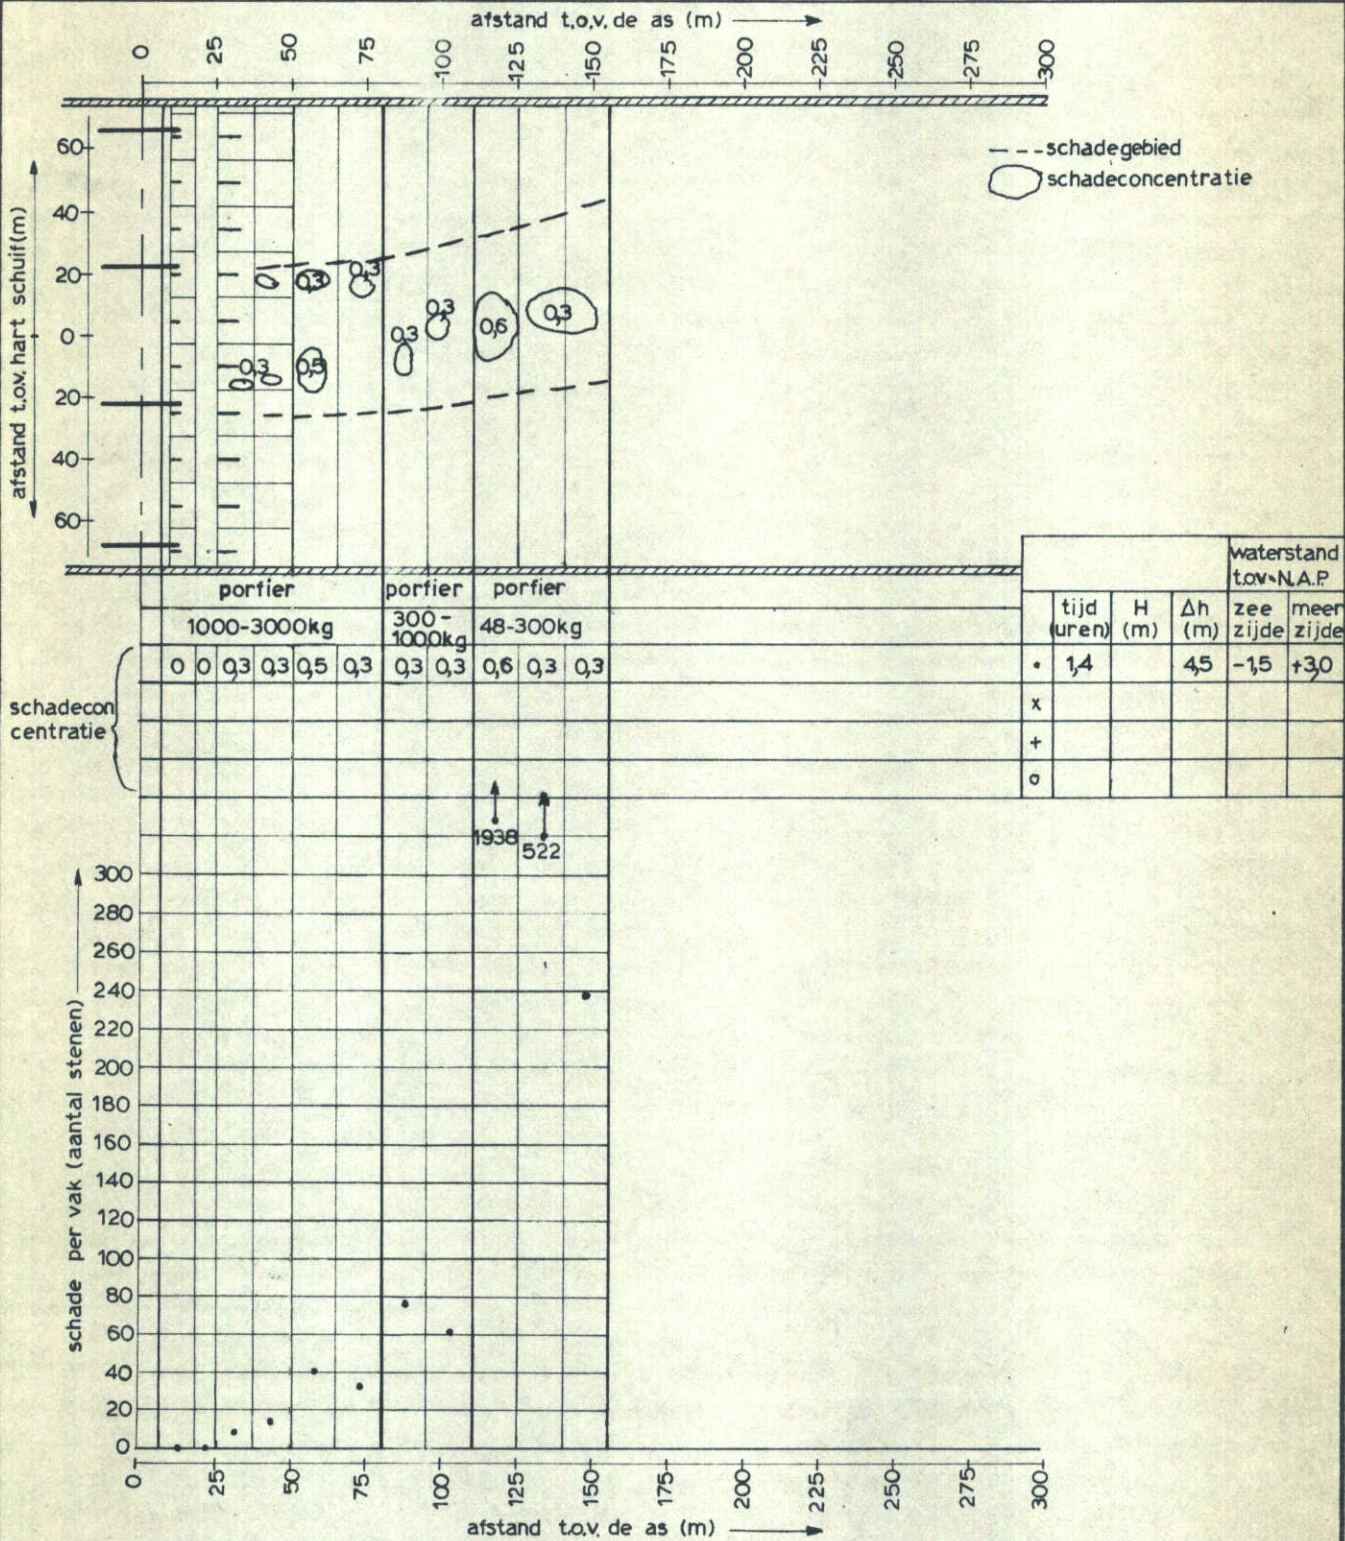 afstand t.o.v. de as (m)
0 25 50 75 100 125 150 175 200 225 250 275 300
afstand t.o.v. hart schuif (m)
60
40
20
0
20
40
60
--- schadegebied
schadeconcentratie
0,3 0,3
0,3
0,3
0,6 0,3
0,3 0,5
porfier porfier porfier
1000-3000kg 300-1000kg 48-300kg
schadecon
centratie
0 0 0,3 0,3 0,5 0,3 0,3 0,3 0,6 0,3 0,3
waterstand
t.o.v. N.A.P.
tijd H Δh zee meer
(uren) (m) (m) zijde zijde
• 1,4 4,5 -1,5 +3,0
x
+
o
1938
522
schade per vak (aantal stenen)
300
280
260
240
220
200
180
160
140
120
100
80
60
40
20
0
0 25 50 75 100 125 150 200 225 250 275 300
afstand t.o.v. de as (m)